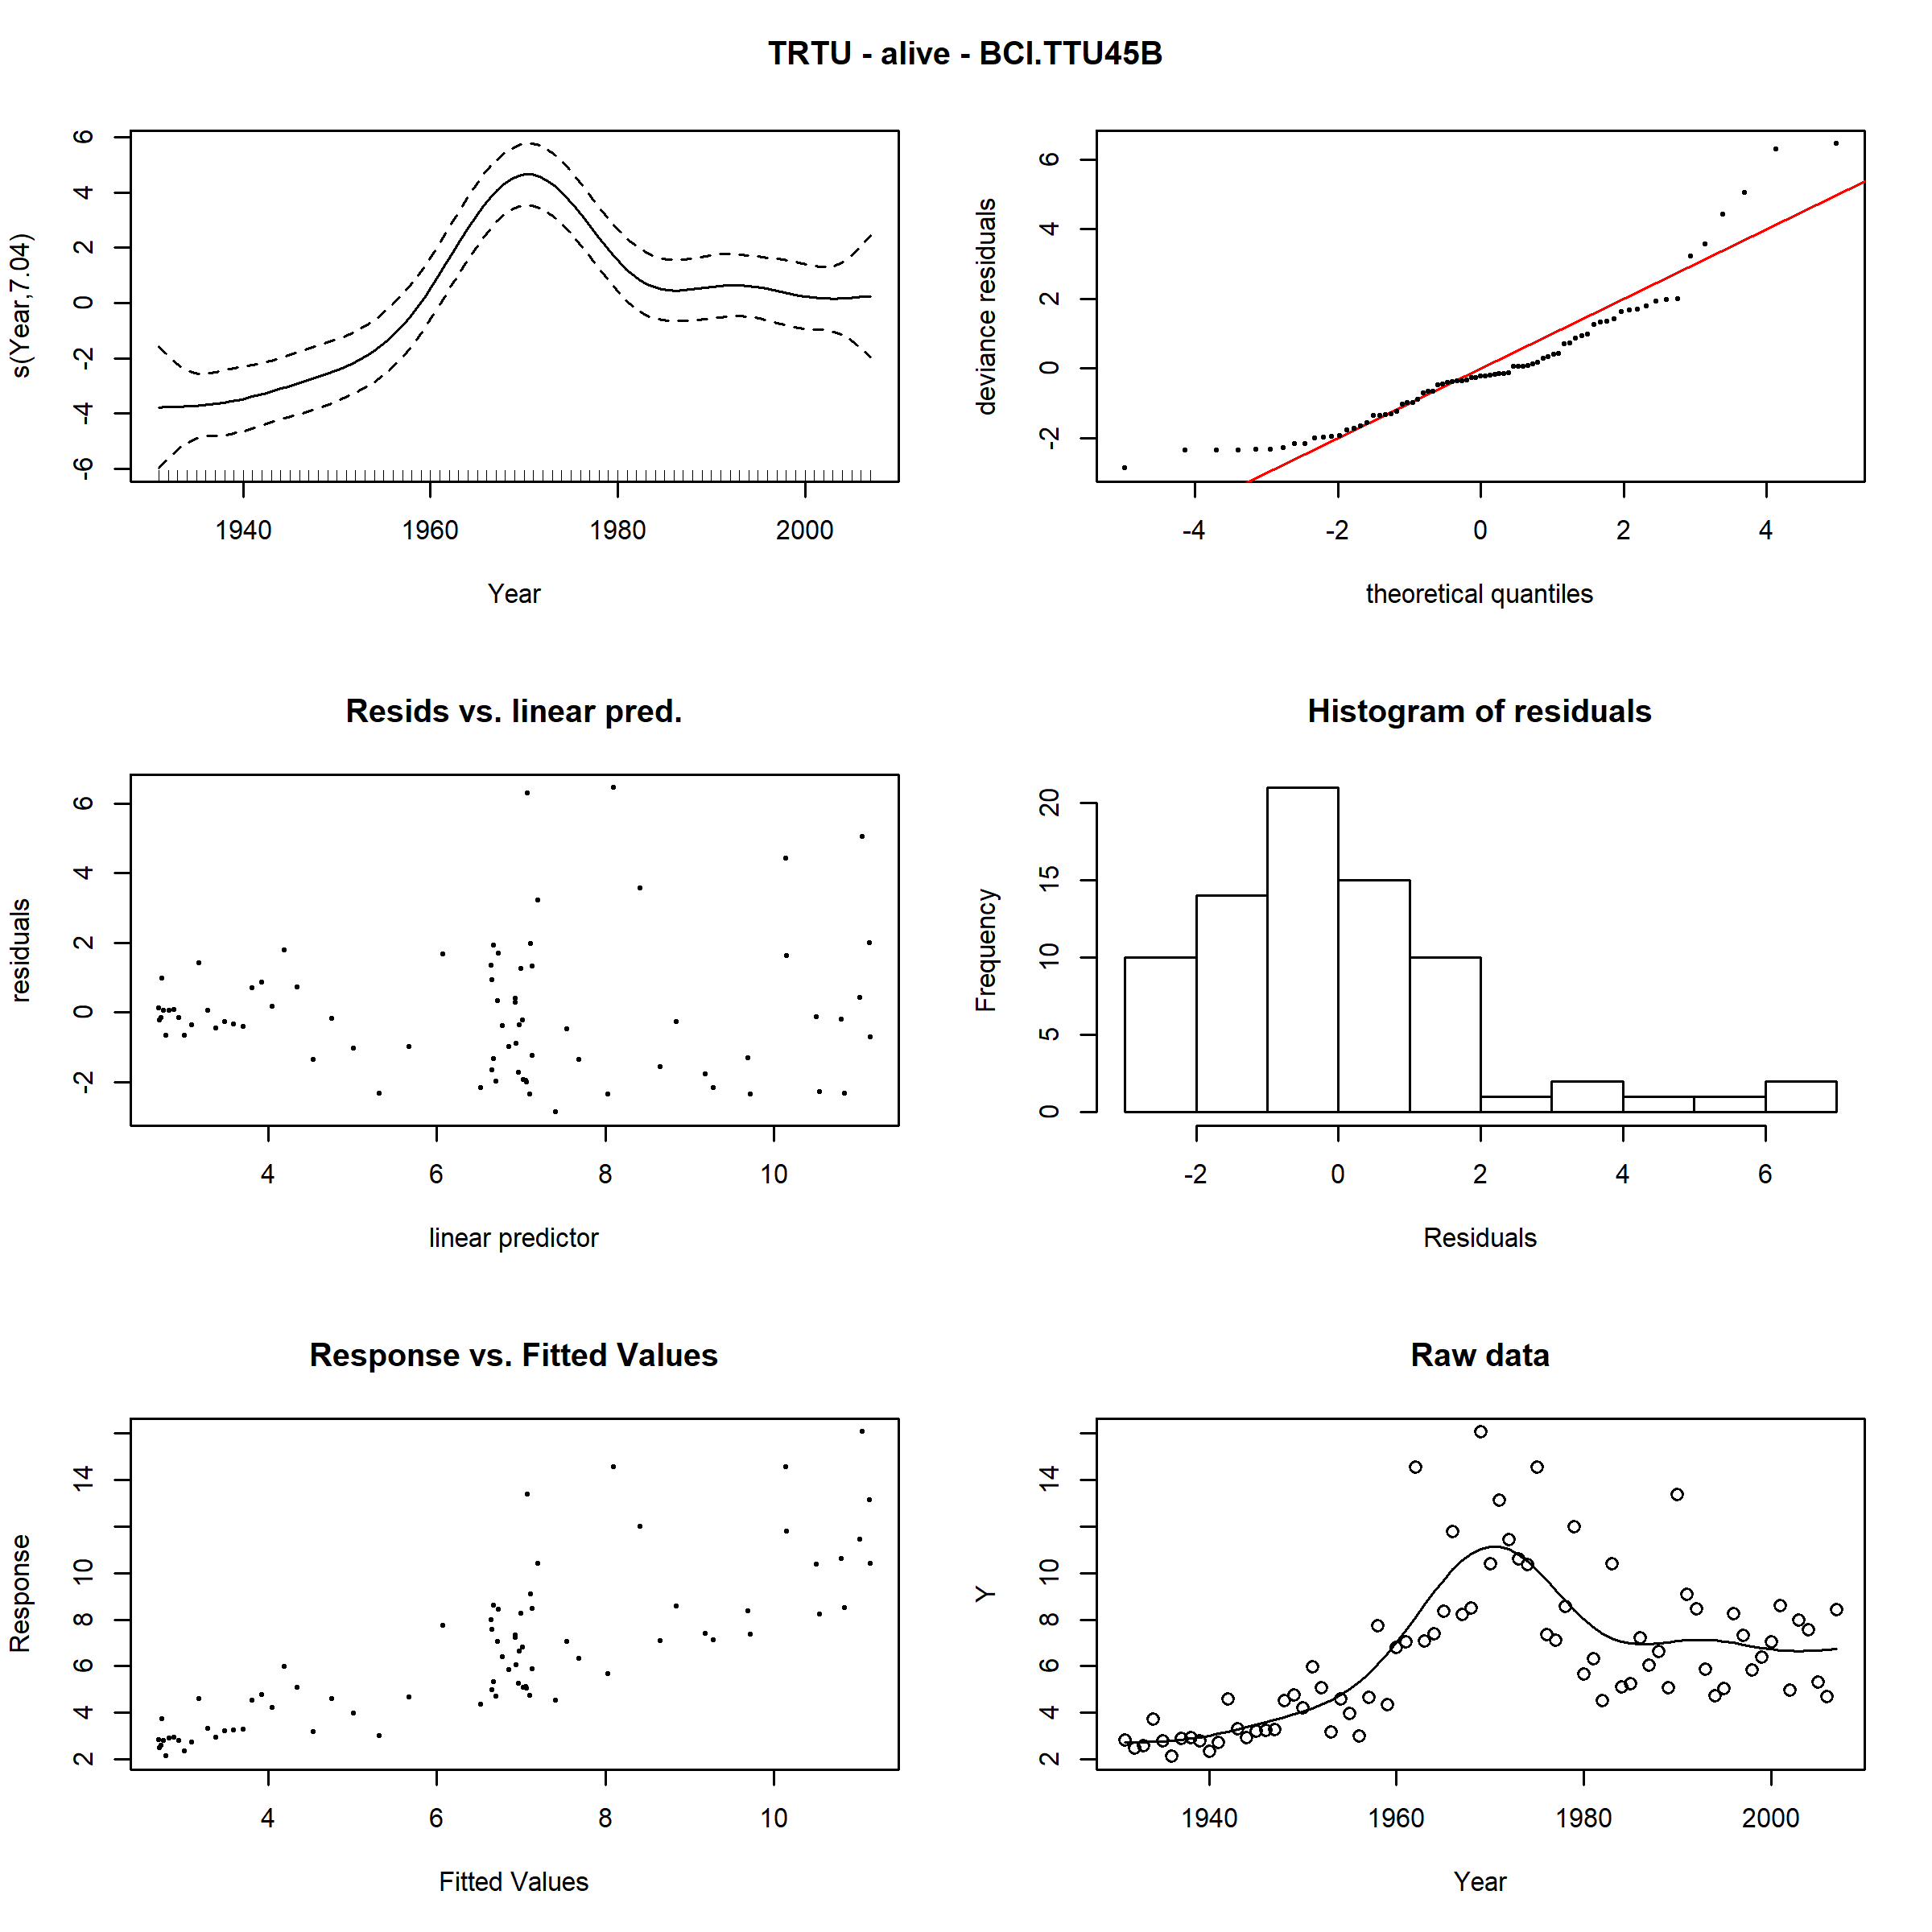 TRTU - alive - BCI.TTU45B
s(Year,7.04)
6
4
2
0
-2
-4
-6
1940 1960 1980 2000
Year
deviance residuals
6
4
2
0
-2
-4 -2 0 2 4
theoretical quantiles
Resids vs. linear pred.
residuals
6
4
2
0
-2
4 6 8 10
linear predictor
Histogram of residuals
Frequency
20
15
10
5
0
-2 0 2 4 6
Residuals
Response vs. Fitted Values
Response
14
10
8
6
4
2
4 6 8 10
Fitted Values
Raw data
Y
14
10
8
6
4
2
1940 1960 1980 2000
Year